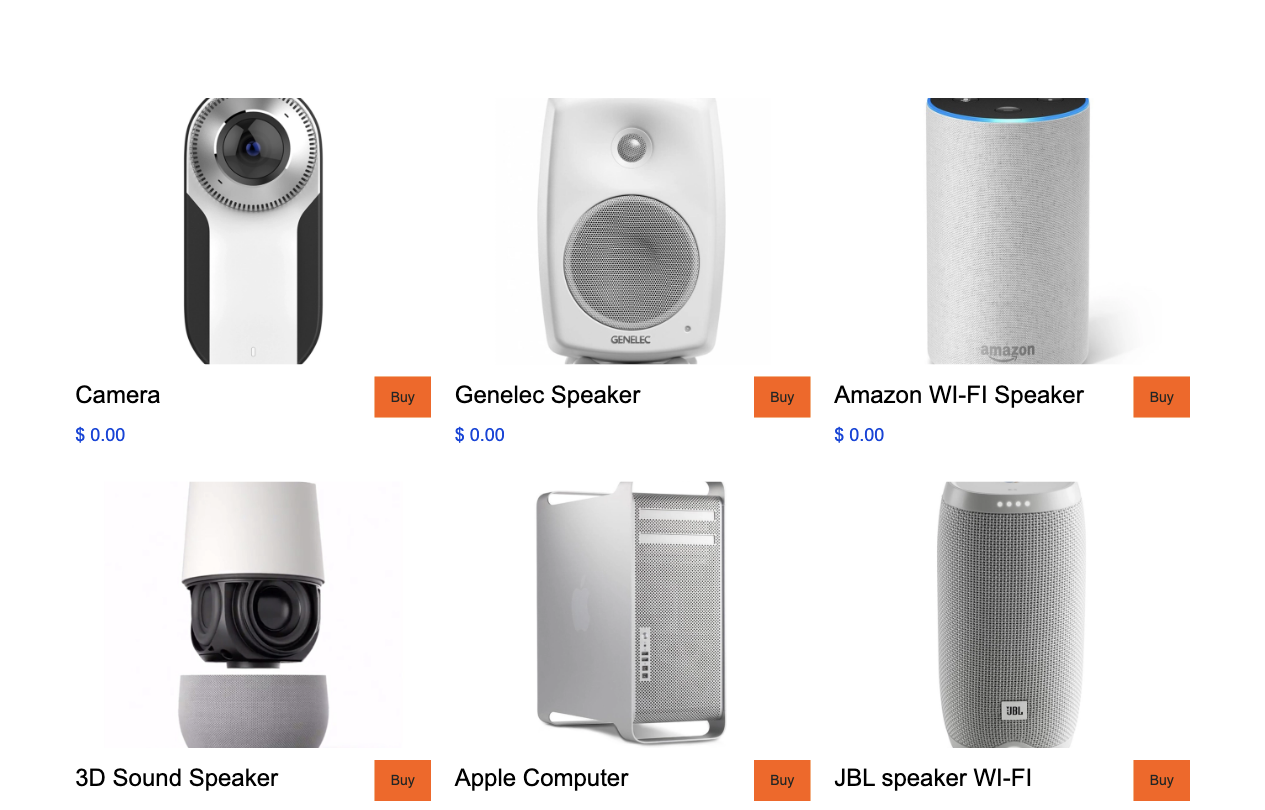 GENELEC
amazon
Camera
Buy
Genelec Speaker
Buy
Amazon WI-FI Speaker
Buy
$ 0.00
$ 0.00
$ 0.00
JBL
3D Sound Speaker
Buy
Apple Computer
Buy
JBL speaker WI-FI
Buy